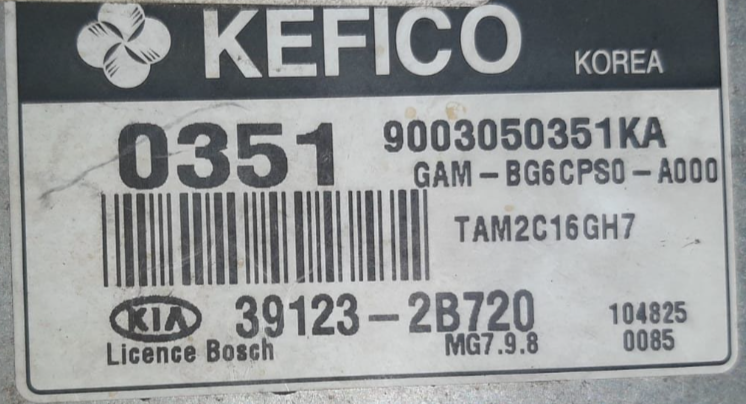 KEFICO KOREA
0351 9003050351KA
GAM-BG6CPS0-A000
TAM2C16GH7
KIA 39123-2B720 104825
Licence Bosch MG7.9.8 0085